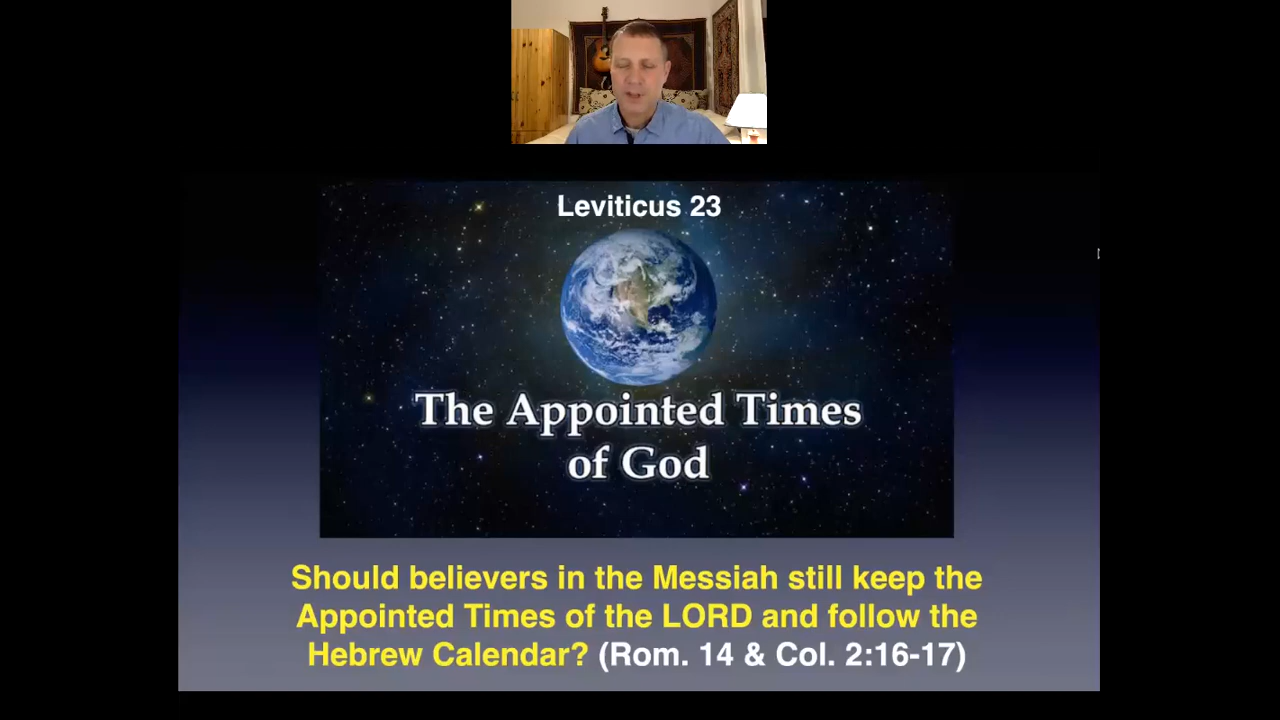 Leviticus 23
The Appointed Times
of God
Should believers in the Messiah still keep the
Appointed Times of the LORD and follow the
Hebrew Calendar? (Rom. 14 & Col. 2:16-17)